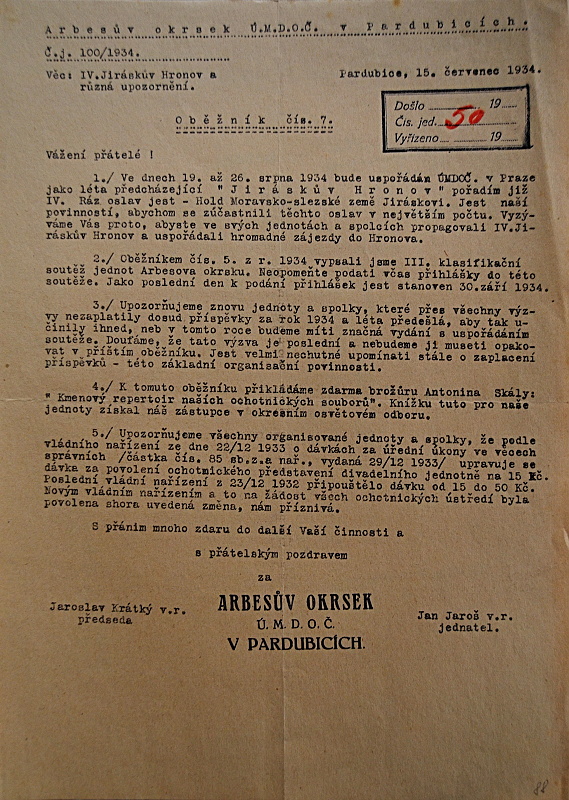 Arbesův okrsek Ú.M.D.O.Č. v Pardubicích.
Č.j. 100/1934.
Věc: IV.Jiráskův Hronov a
různá upozornění.
Pardubice, 15. červenec 1934.
Došlo 19
Čís. jed. 50
Vyřízeno 19
Oběžník čís. 7.
Vážení přátelé !
1./ Ve dnech 19. až 26. srpna 1934 bude uspořádán ÚMDOČ. v Praze
jako léta předcházející " Jiráskův Hronov" pořadím již
IV. Ráz oslav jest - Hold Moravsko-slezské země Jiráskovi. Jest naší
povinností, abychom se zúčastnili těchto oslav v největším počtu. Vyzý-
váme Vás proto, abyste ve svých jednotách a spolcích propagovali IV.Ji-
ráskův Hronov a uspořádali hromadné zájezdy do Hronova.
2./ Oběžníkem čís. 5. z r. 1934 vypsali jsme III. klasifikační
soutěž jednot Arbesova okrsku. Neopomeňte podati včas přihlášky do této
soutěže. Jako poslední den k podání přihlášek jest stanoven 30.září 1934.
3./ Upozorňujeme znovu jednoty a spolky, které přes všechny výz-
vy nezaplatily dosud příspěvky za rok 1934 a léta předešlá, aby tak u-
činily ihned, neb v tomto roce budeme míti značná vydání s uspořádáním
soutěže. Doufáme, že tato výzva je poslední a nebudeme ji museti opako-
vat v příštím oběžníku. Jest velmi nechutné upomínati stále o zaplacení
příspěvků - této základní organisační povinnosti.
4./ K tomuto oběžníku přikládáme zdarma brožůru Antonina Skály:
" Kmenový repertoir našich ochotnických souborů". Knížku tuto pro naše
jednoty získal náš zástupce v okresním osvětovém odboru.
5./ Upozorňujeme všechny organisované jednoty a spolky, že podle
vládního nařízení ze dne 22/12 1933 o dávkách za úřední úkony ve věcech
správních /částka čís. 85 sb.z.a nař., vydaná 29/12 1933/ upravuje se
dávka za povolení ochotnického představení divadelního jednotně na 15 Kč.
Poslední vládní nařízení z 23/12 1932 připouštělo dávku od 15 do 50 Kč.
Novým vládním nařízením a to na žádost všech ochotnických ústředí byla
povolena shora uvedená změna, nám příznivá.
S přáním mnoho zdaru do další Vaší činnosti a
s přátelským pozdravem
za
ARBESŮV OKRSEK
Ú. M. D. O. Č.
V PARDUBICÍCH.
Jaroslav Krátký v.r.
předseda
Jan Jaroš v.r.
jednatel.
88